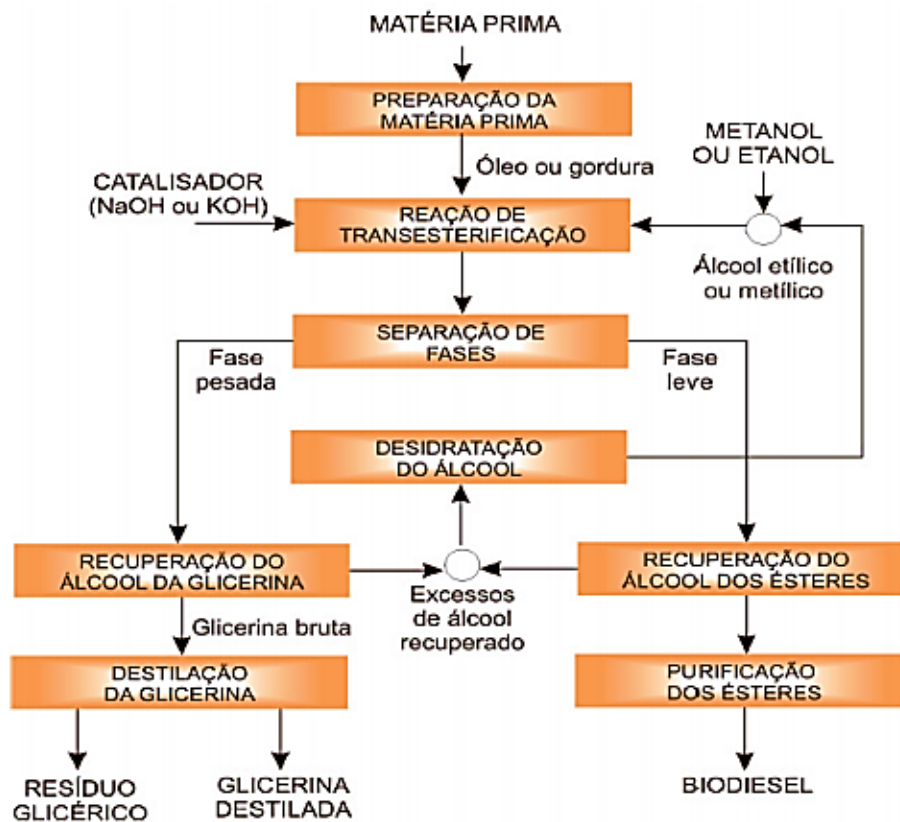 MATÉRIA PRIMA
PREPARAÇÃO DA
MATÉRIA PRIMA
METANOL
OU ETANOL
Óleo ou gordura
CATALISADOR
(NaOH ou KOH)
REAÇÃO DE
TRANSESTERIFICAÇÃO
Álcool etílico
ou metílico
SEPARAÇÃO DE
FASES
Fase
pesada
Fase
leve
DESIDRATAÇÃO
DO ÁLCOOL
RECUPERAÇÃO DO
ÁLCOOL DA GLICERINA
RECUPERAÇÃO DO
ÁLCOOL DOS ÉSTERES
Excessos
de álcool
recuperado
Glicerina bruta
DESTILAÇÃO
DA GLICERINA
PURIFICAÇÃO
DOS ÉSTERES
RESÍDUO
GLICÉRICO
GLICERINA
DESTILADA
BIODIESEL